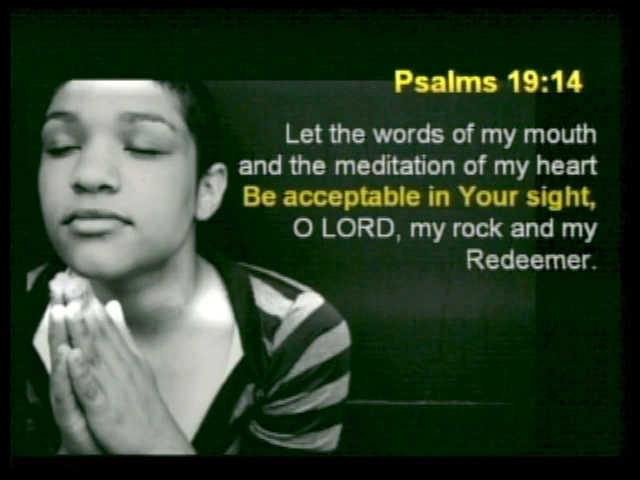 Psalms 19:14
Let the words of my mouth
and the meditation of my heart
Be acceptable in Your sight,
O LORD, my rock and my
Redeemer.